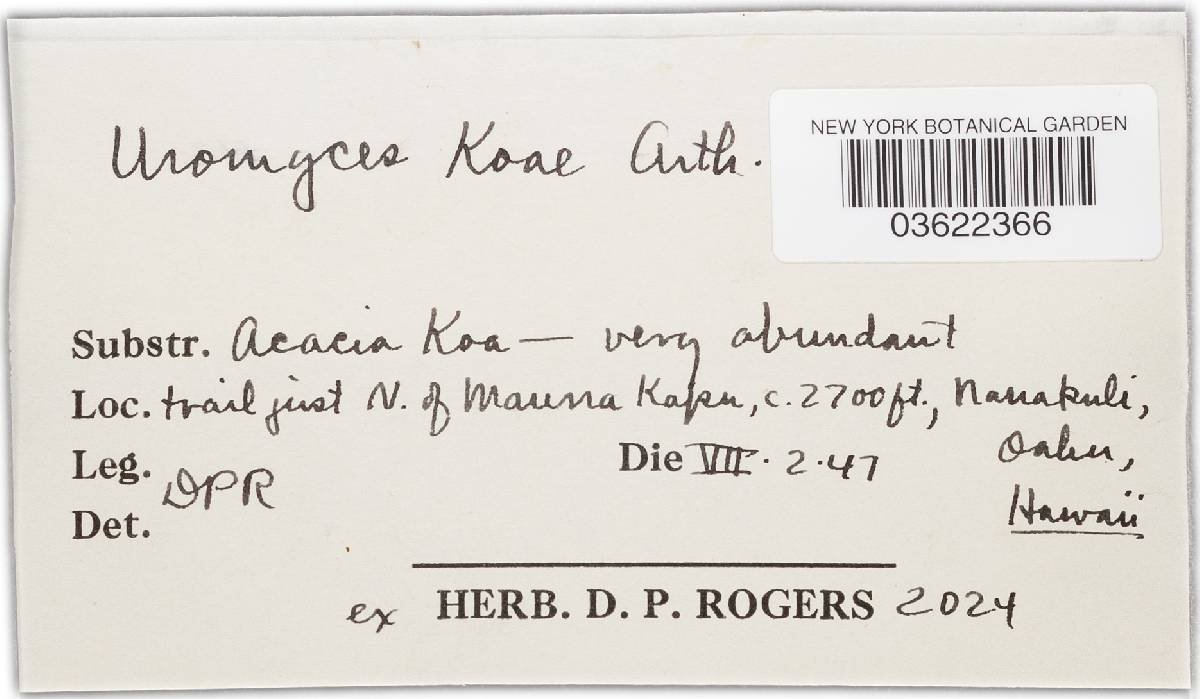 NEW YORK BOTANICAL GARDEN
03622366
Uromyces Koae Arth.
Substr. Acacia Koa — very abundant
Loc. trail just N. of Mauna Kapu, c. 2700 ft., Nanakuli,
Oahu,
Hawaii
Leg. DPR
Die VII. 2.47
Det.
ex HERB. D. P. ROGERS 2024